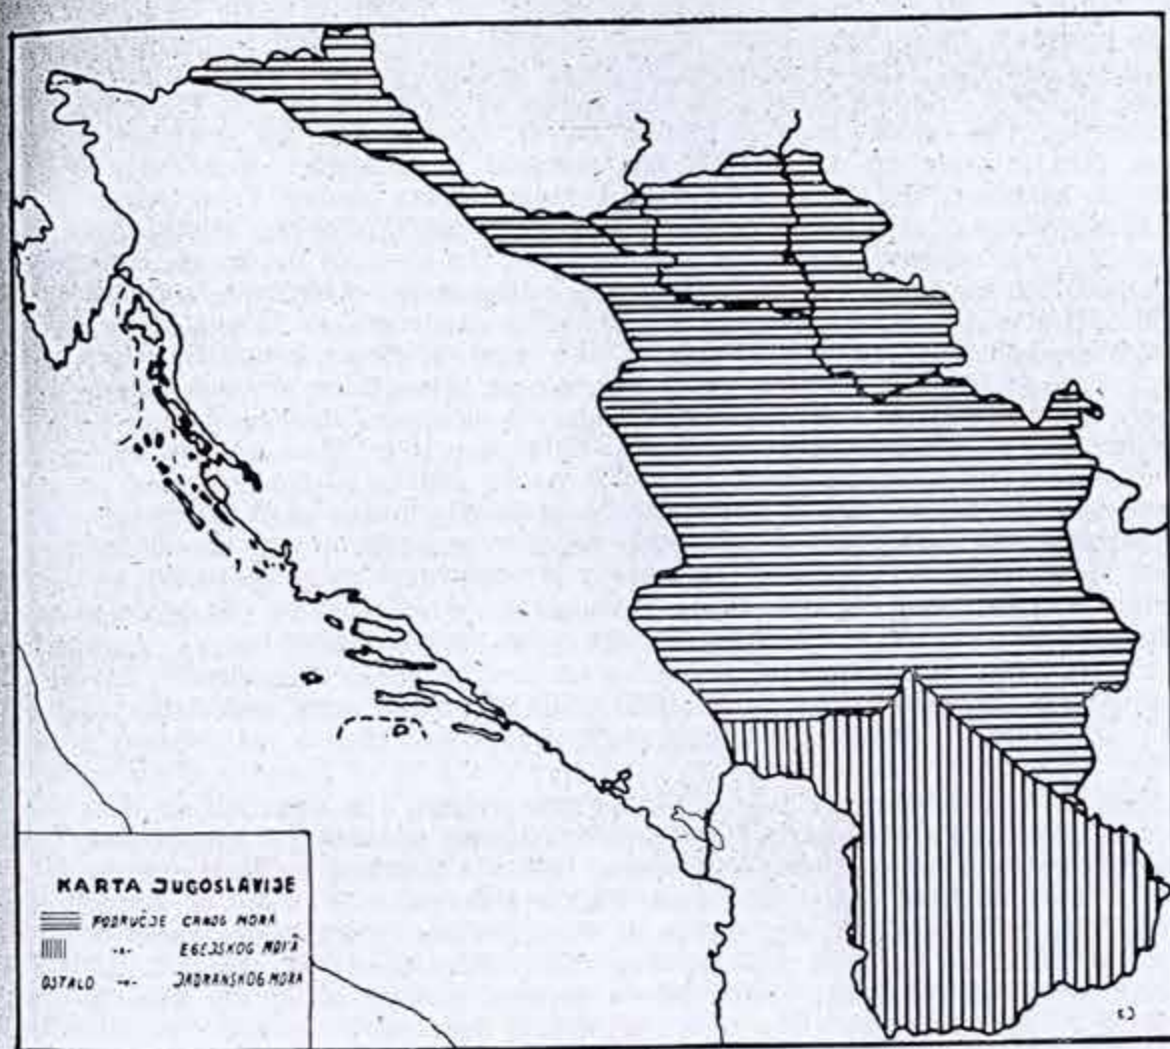 KARTA JUGOSLAVIJE
PODRUČJE CRNOG MORA
-"- EGEJSKOG MORA
OSTALO -"- JADRANSKOG MORA